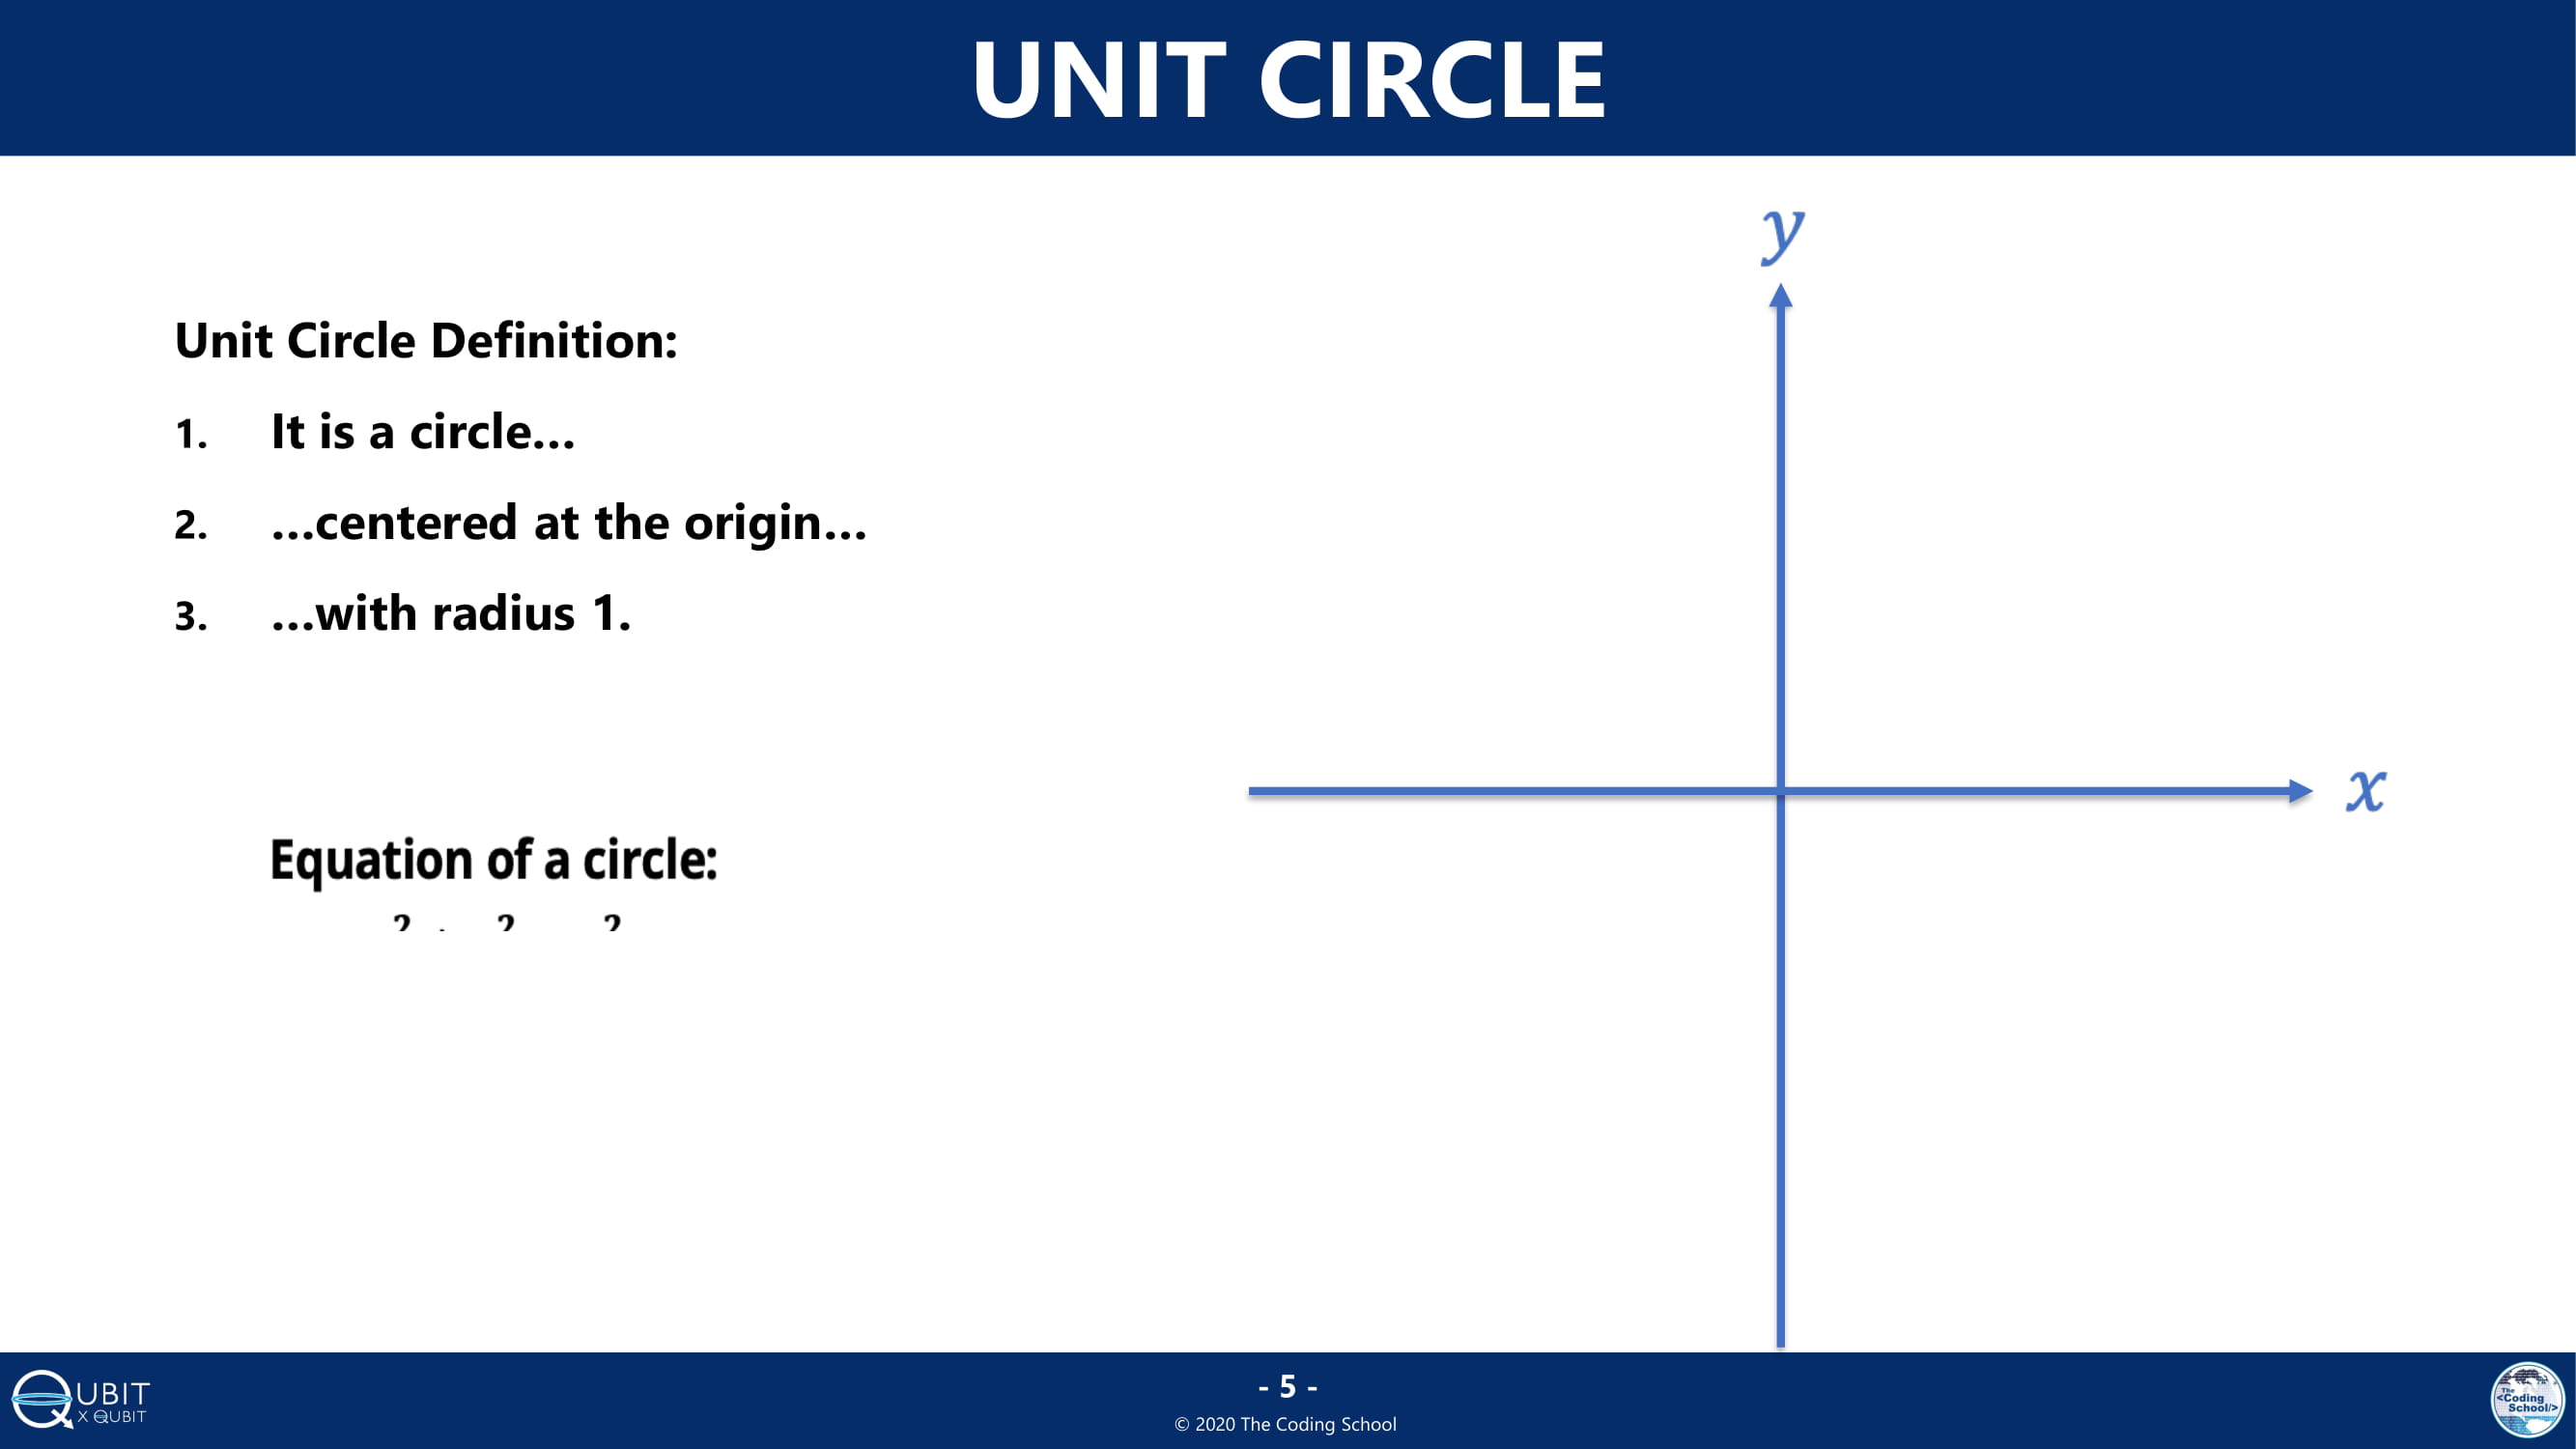 UNIT CIRCLE
Unit Circle Definition:
1. It is a circle…
2. …centered at the origin…
3. …with radius 1.
Equation of a circle:
y
x
QUBIT
X QUBIT
- 5 -
© 2020 The Coding School
The
<Coding
School/>